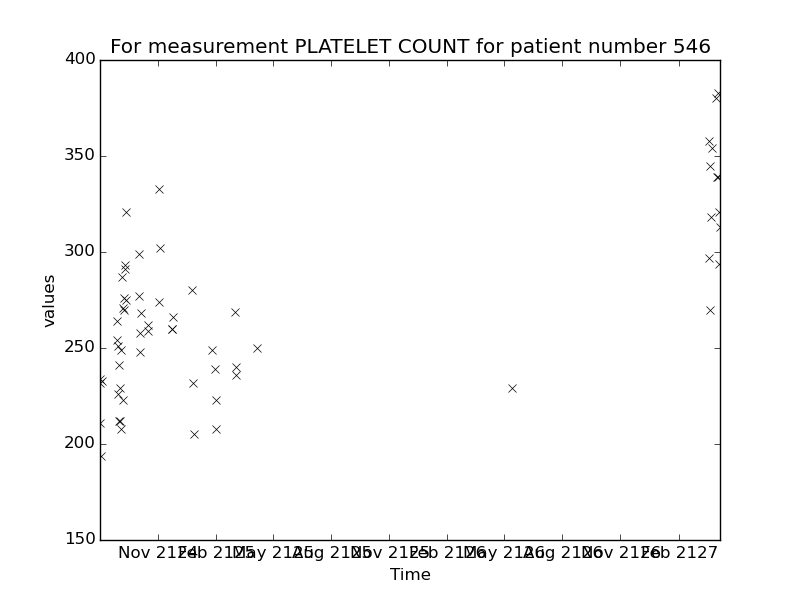 For measurement PLATELET COUNT for patient number 546
400
350
300
250
200
150
values
Nov 2124 Feb 2125 May 2125 Aug 2125 Nov 2125 Feb 2126 May 2126 Aug 2126 Nov 2126 Feb 2127
Time